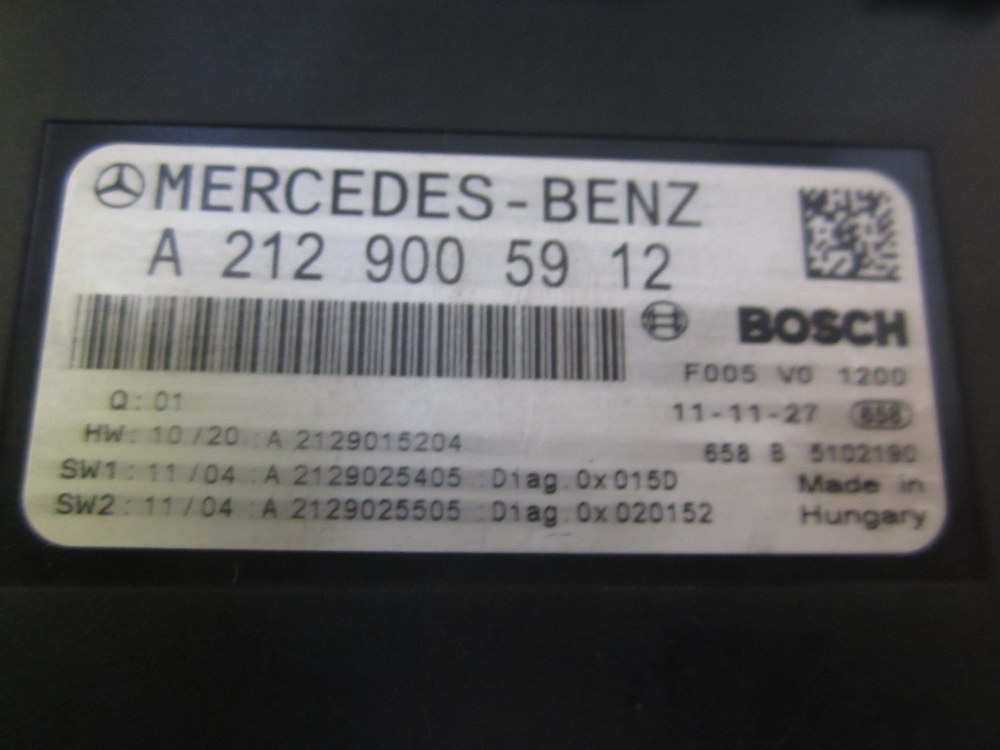 MERCEDES-BENZ
A 212 900 59 12
BOSCH
F005 V0 1200
Q: 01
11-11-27 658
HW: 10/20 :A 2129015204
658 B 5102190
SW1: 11/04 :A 2129025405 :Diag.0x015D
Made in
SW2: 11/04 :A 2129025505 :Diag.0x020152
Hungary